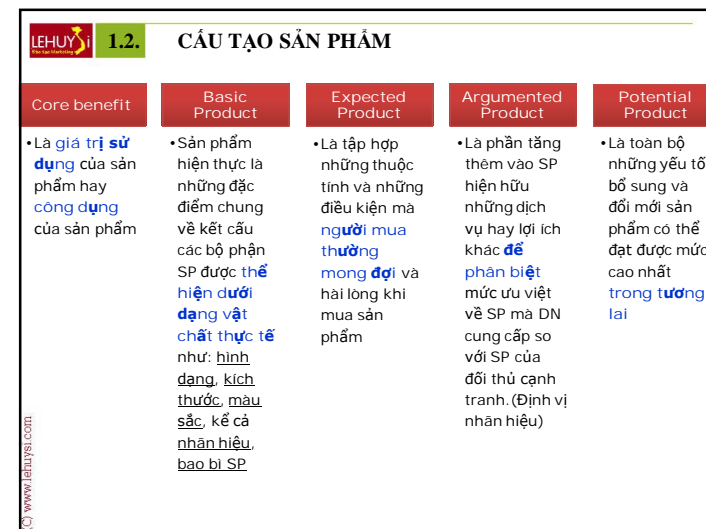 LEHUYSi 1.2. CẤU TẠO SẢN PHẨM
Core benefit
•Là giá trị sử
dụng của sản
phẩm hay
công dụng
của sản phẩm
Basic
Product
•Sản phẩm
hiện thực là
những đặc
điểm chung
về kết cấu
các bộ phận
SP được thể
hiện dưới
dạng vật
chất thực tế
như: hình
dạng, kích
thước, màu
sắc, kể cả
nhãn hiệu,
bao bì SP
Expected
Product
•Là tập hợp
những thuộc
tính và những
điều kiện mà
người mua
thường
mong đợi và
hài lòng khi
mua sản
phẩm
Argumented
Product
•Là phần tăng
thêm vào SP
hiện hữu
những dịch
vụ hay lợi ích
khác để
phân biệt
mức ưu việt
về SP mà DN
cung cấp so
với SP của
đối thủ cạnh
tranh.(Định vị
nhãn hiệu)
Potential
Product
•Là toàn bộ
những yếu tố
bổ sung và
đổi mới sản
phẩm có thể
đạt được mức
cao nhất
trong tương
lai
(C) www.lehuysi.com